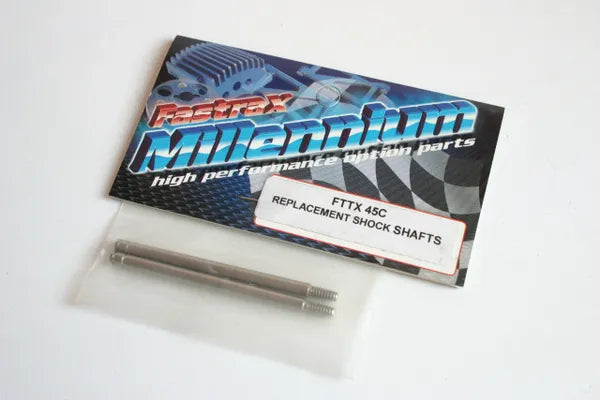 Fastrax
Millennium
high performance option parts
FTTX 45C
REPLACEMENT SHOCK SHAFTS